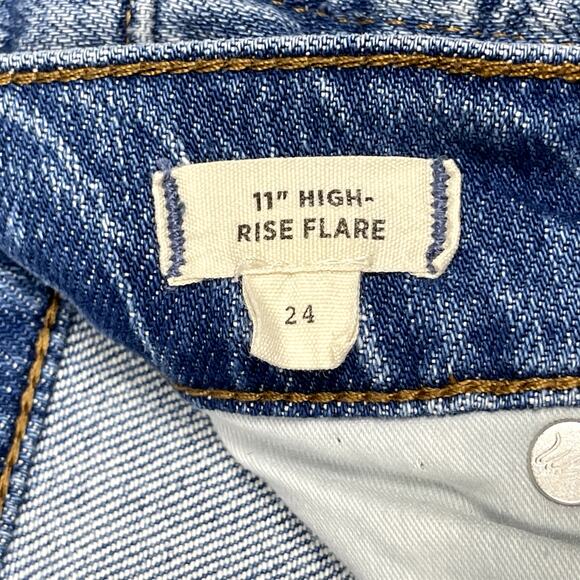 11" HIGH-
RISE FLARE
24